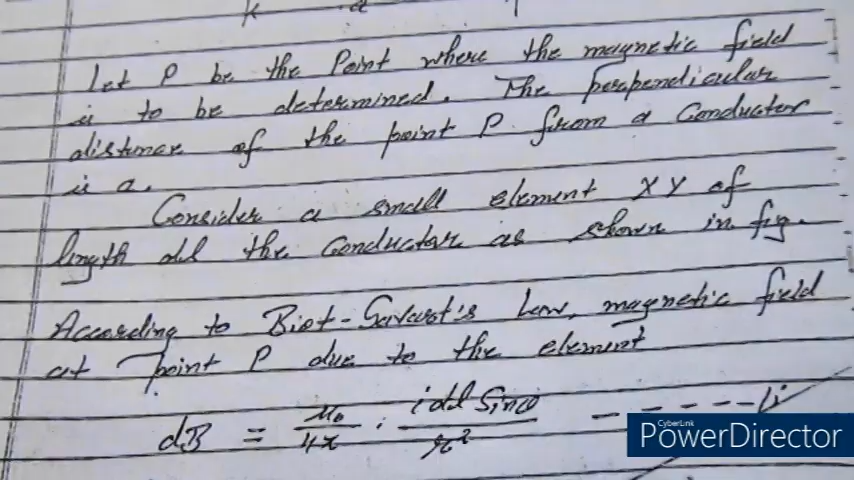 Let P be the Point where the magnetic field
is to be determined. The perpendicular
distance of the point P from a Conductor
is a.
Consider a small element XY of
length dl the Conductor as shown in fig.
According to Biot-Savart's Law, magnetic field
at point P due to the element
dB = μ₀/4π · idl Sinθ/r² - - - - - - (i
CyberLink
PowerDirector